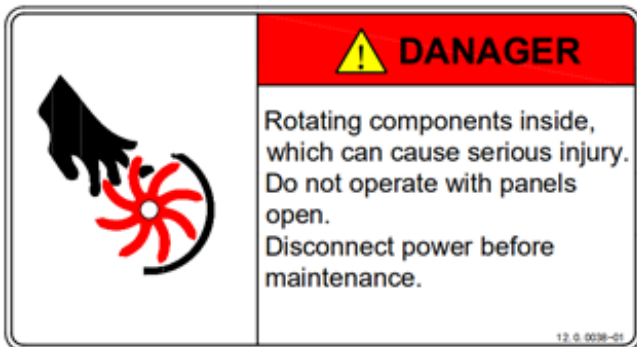 DANAGER
Rotating components inside,
which can cause serious injury.
Do not operate with panels
open.
Disconnect power before
maintenance.
12.0.0038-01